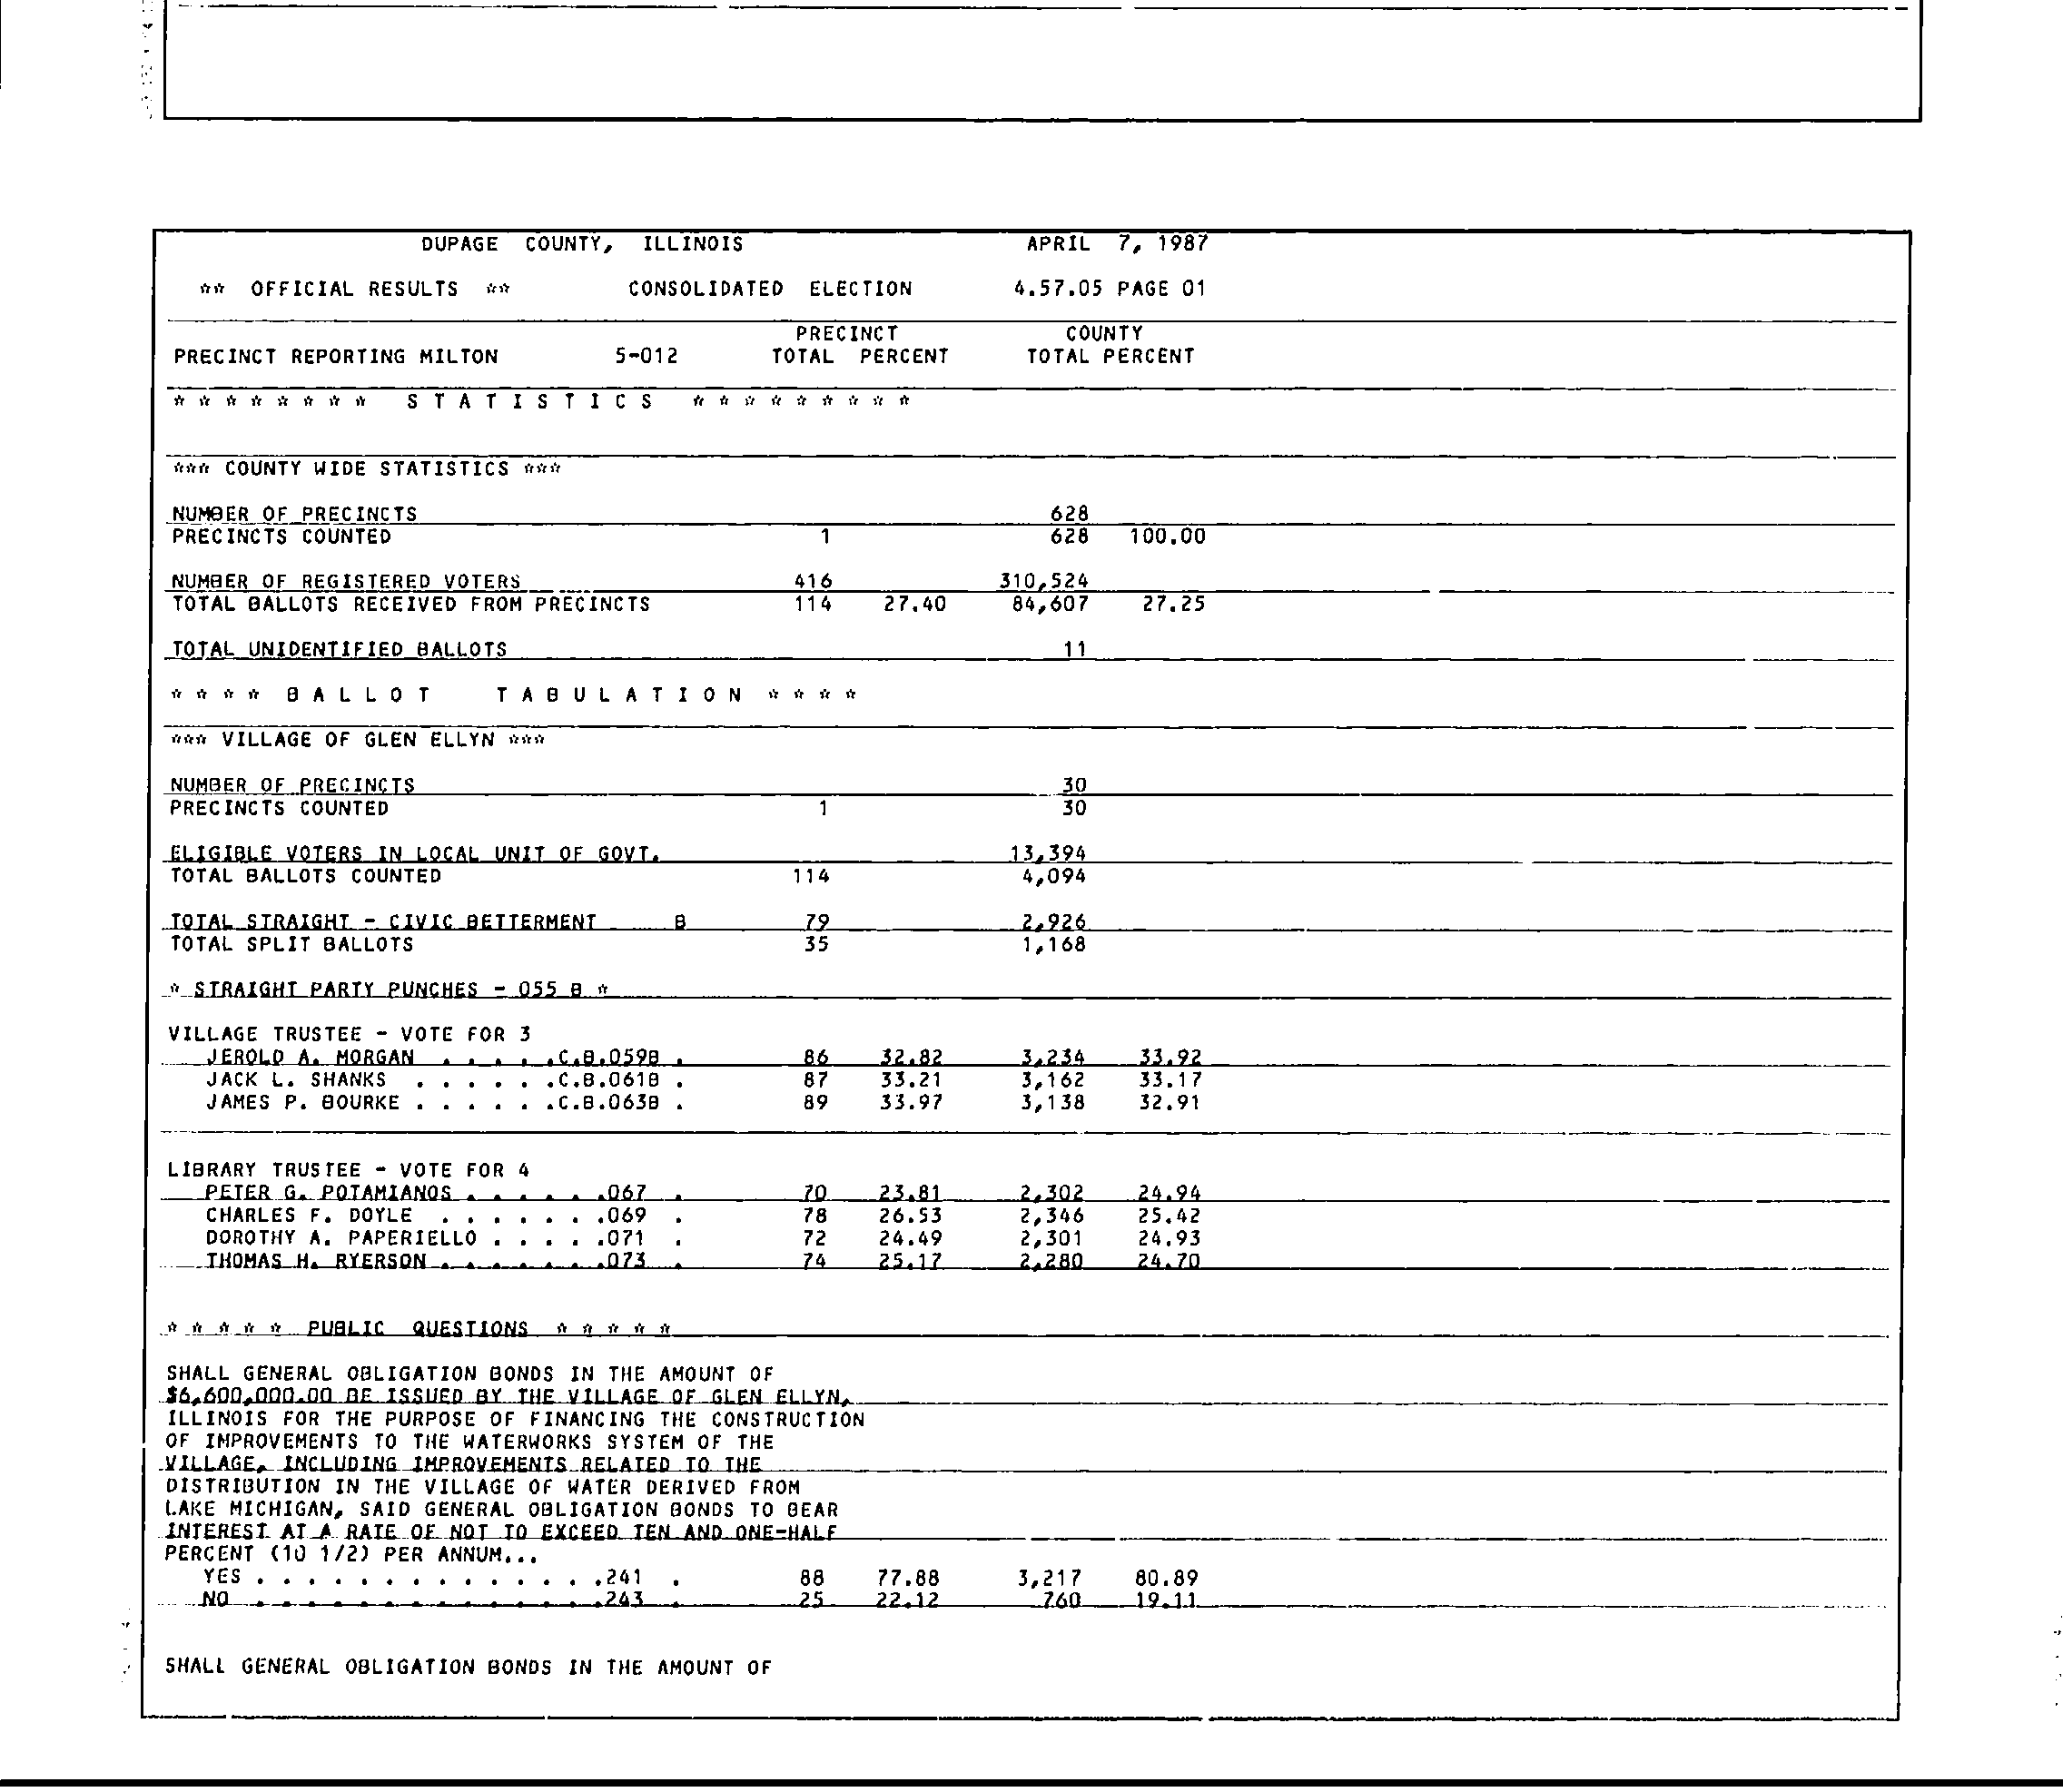 DUPAGE COUNTY, ILLINOIS APRIL 7, 1987
** OFFICIAL RESULTS ** CONSOLIDATED ELECTION 4.57.05 PAGE 01
PRECINCT COUNTY
PRECINCT REPORTING MILTON 5-012 TOTAL PERCENT TOTAL PERCENT
* * * * * * * * S T A T I S T I C S * * * * * * * * *
*** COUNTY WIDE STATISTICS ***
NUMBER OF PRECINCTS 628
PRECINCTS COUNTED 1 628 100.00
NUMBER OF REGISTERED VOTERS 416 310,524
TOTAL BALLOTS RECEIVED FROM PRECINCTS 114 27.40 84,607 27.25
TOTAL UNIDENTIFIED BALLOTS 11
* * * * B A L L O T T A B U L A T I O N * * * *
*** VILLAGE OF GLEN ELLYN ***
NUMBER OF PRECINCTS 30
PRECINCTS COUNTED 1 30
ELIGIBLE VOTERS IN LOCAL UNIT OF GOVT. 13,394
TOTAL BALLOTS COUNTED 114 4,094
TOTAL STRAIGHT - CIVIC BETTERMENT B 79 2,926
TOTAL SPLIT BALLOTS 35 1,168
* STRAIGHT PARTY PUNCHES - 055 B *
VILLAGE TRUSTEE - VOTE FOR 3
JEROLD A. MORGAN . . . . .C.B.059B . 86 32.82 3,234 33.92
JACK L. SHANKS . . . . . .C.B.061B . 87 33.21 3,162 33.17
JAMES P. BOURKE . . . . . .C.B.063B . 89 33.97 3,138 32.91
LIBRARY TRUSTEE - VOTE FOR 4
PETER G. POTAMIANOS . . . . . .067 . 70 23.81 2,302 24.94
CHARLES F. DOYLE . . . . . . .069 . 78 26.53 2,346 25.42
DOROTHY A. PAPERIELLO . . . . .071 . 72 24.49 2,301 24.93
THOMAS H. RYERSON . . . . . . .073 . 74 25.17 2,280 24.70
* * * * * PUBLIC QUESTIONS * * * * *
SHALL GENERAL OBLIGATION BONDS IN THE AMOUNT OF
$6,600,000.00 BE ISSUED BY THE VILLAGE OF GLEN ELLYN,
ILLINOIS FOR THE PURPOSE OF FINANCING THE CONSTRUCTION
OF IMPROVEMENTS TO THE WATERWORKS SYSTEM OF THE
VILLAGE, INCLUDING IMPROVEMENTS RELATED TO THE
DISTRIBUTION IN THE VILLAGE OF WATER DERIVED FROM
LAKE MICHIGAN, SAID GENERAL OBLIGATION BONDS TO BEAR
INTEREST AT A RATE OF NOT TO EXCEED TEN AND ONE-HALF
PERCENT (10 1/2) PER ANNUM...
YES . . . . . . . . . . . . . .241 . 88 77.88 3,217 80.89
NO . . . . . . . . . . . . . .243 . 25 22.12 760 19.11
SHALL GENERAL OBLIGATION BONDS IN THE AMOUNT OF